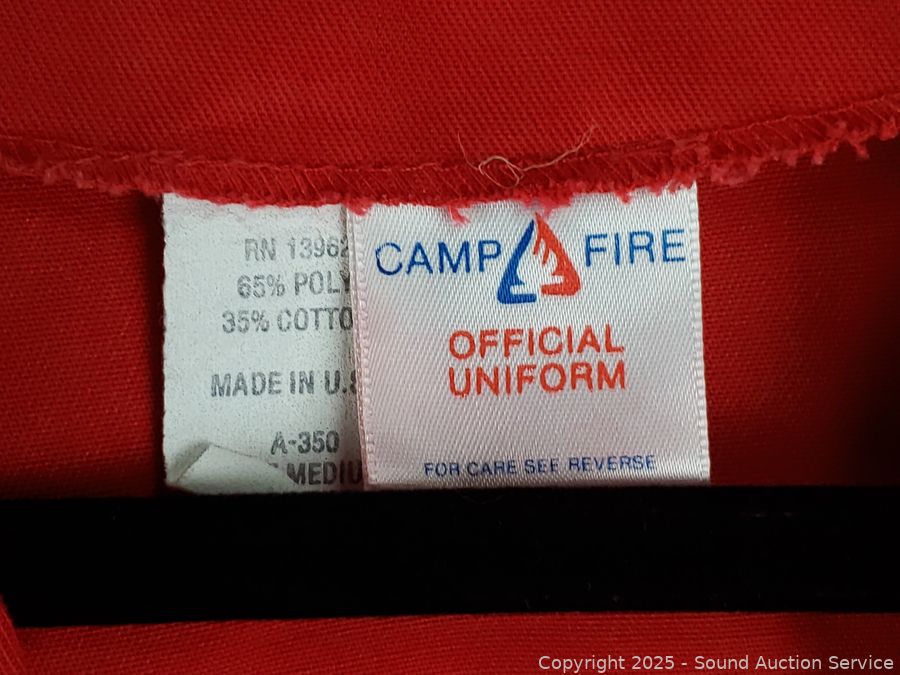 RN 13962
65% POLY
35% COTTO
MADE IN U.S
A-350
MEDIU
CAMP FIRE
OFFICIAL
UNIFORM
FOR CARE SEE REVERSE
Copyright 2025 - Sound Auction Service